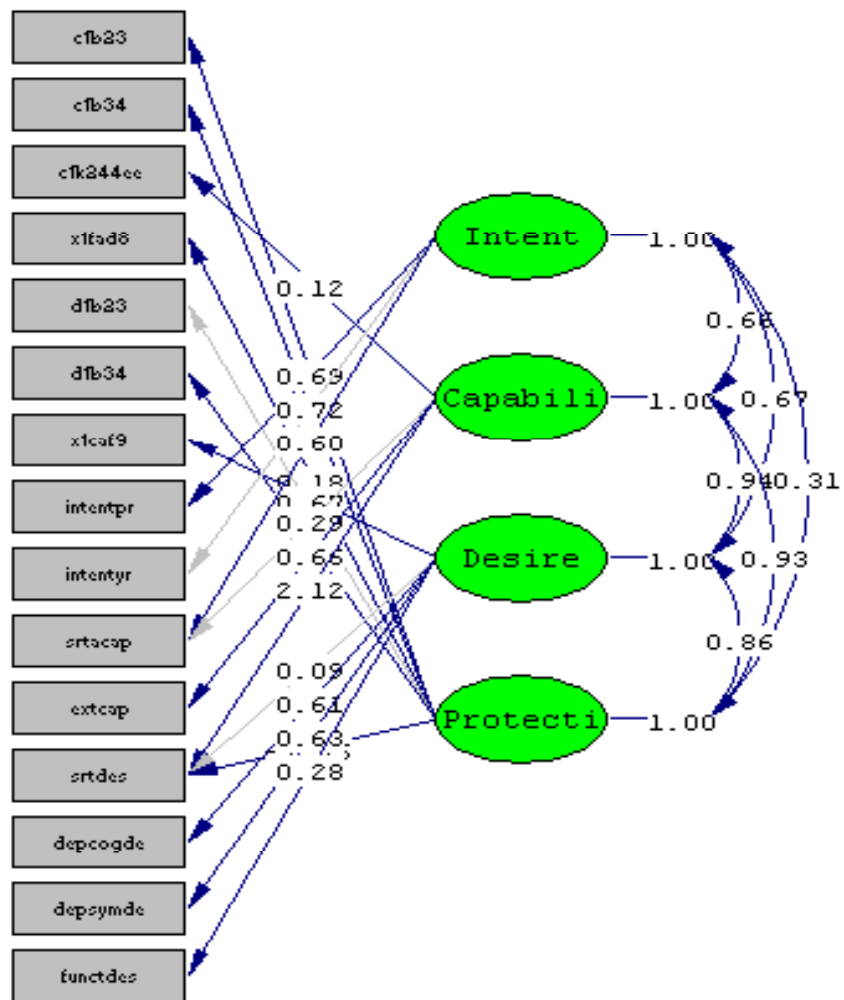 cfb23
cfb34
cfk244ee
x1fad8
dfb23
dfb34
x1caf9
intentpr
intentyr
srtacap
extcap
srtdes
depcogde
depsymde
functdes
0.12
0.69
0.72
0.60
0.18
0.67
0.29
0.66
2.12
0.09
0.61
0.63
0.28
Intent
Capabili
Desire
Protecti
1.00
1.00
1.00
1.00
0.66
0.67
0.94
0.31
0.93
0.86